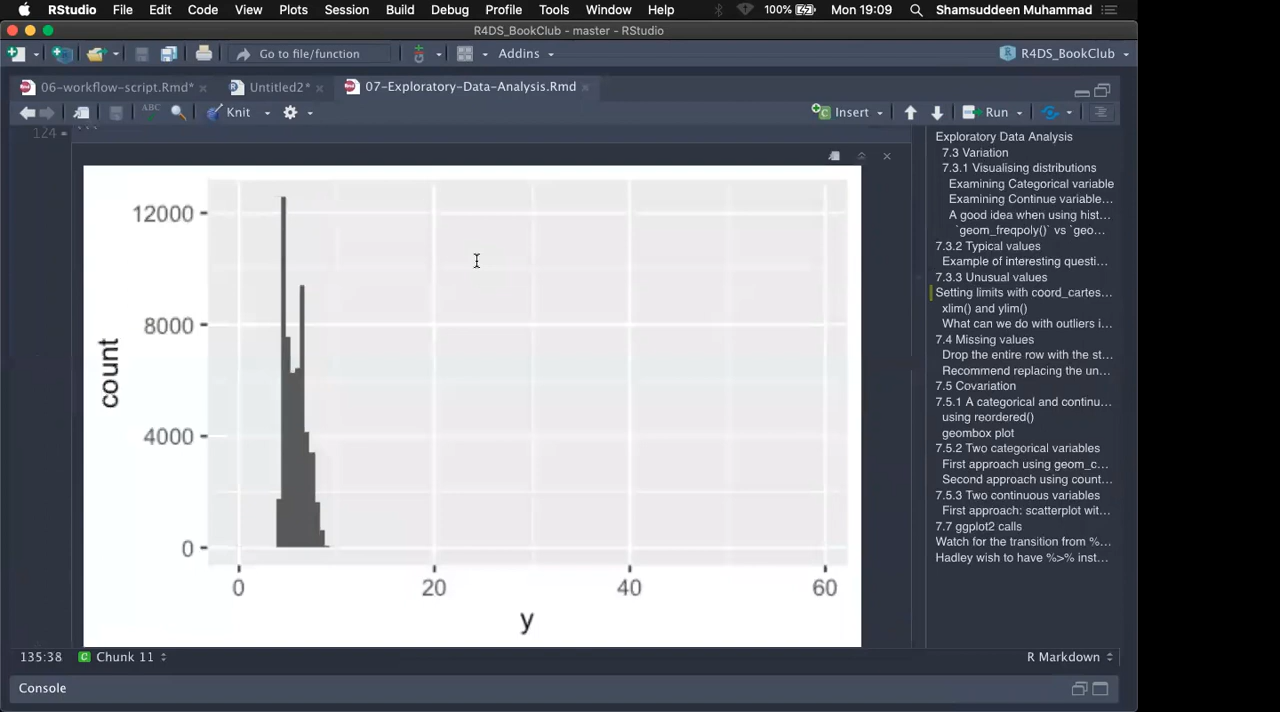 RStudio File Edit Code View Plots Session Build Debug Profile Tools Window Help 100% Mon 19:09 Shamsuddeen Muhammad
R4DS_BookClub - master - RStudio
Go to file/function Addins R4DS_BookClub
06-workflow-script.Rmd* Untitled2* 07-Exploratory-Data-Analysis.Rmd
ABC Knit Insert Run
124
Exploratory Data Analysis
7.3 Variation
7.3.1 Visualising distributions
Examining Categorical variable
Examining Continue variable...
A good idea when using hist...
`geom_freqpoly()` vs `geo...
7.3.2 Typical values
Example of interesting questi...
7.3.3 Unusual values
Setting limits with coord_cartes...
xlim() and ylim()
What can we do with outliers i...
7.4 Missing values
Drop the entire row with the st...
Recommend replacing the un...
7.5 Covariation
7.5.1 A categorical and continu...
using reordered()
geombox plot
7.5.2 Two categorical variables
First approach using geom_c...
Second approach using count...
7.5.3 Two continuous variables
First approach: scatterplot wit...
7.7 ggplot2 calls
Watch for the transition from %...
Hadley wish to have %>% inst...
12000
8000
4000
0
count
0 20 40 60
y
135:38 C Chunk 11 R Markdown
Console